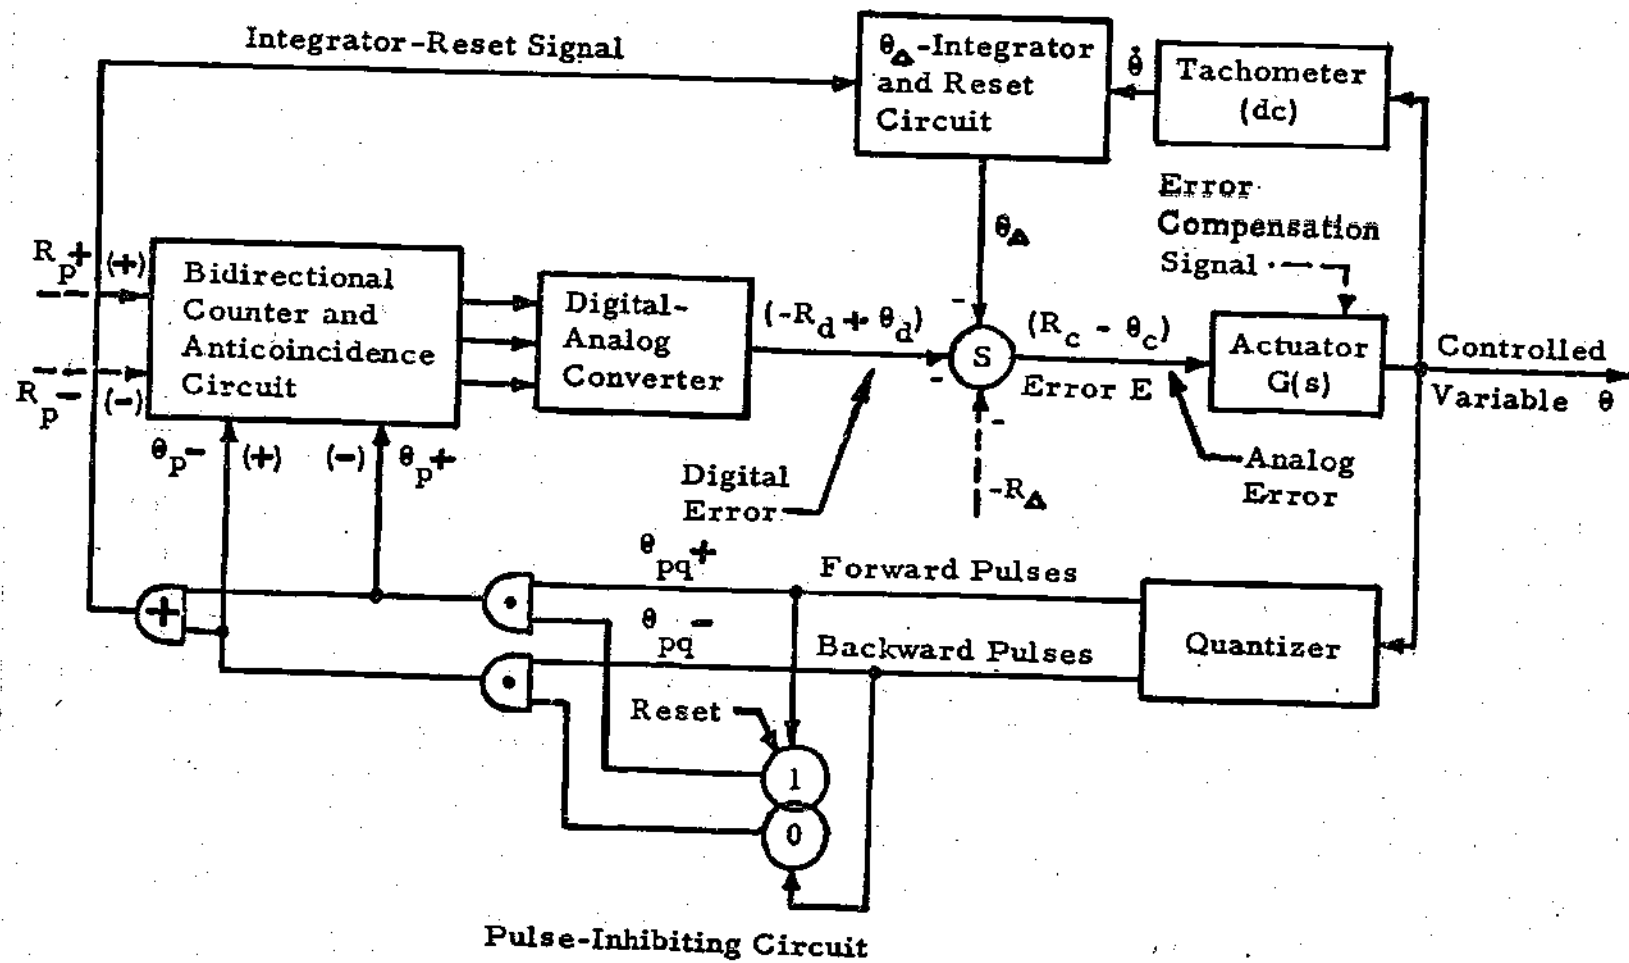 Integrator-Reset Signal
θΔ-Integrator
and Reset
Circuit
θ̇
Tachometer
(dc)
Error
Compensation
Signal
θΔ
Rp+ (+)
Rp- (-)
Bidirectional
Counter and
Anticoincidence
Circuit
Digital-
Analog
Converter
(-Rd + θd)
-
-
-
S
(Rc - θc)
Error E
Actuator
G(s)
Controlled
Variable θ
θp- (+) (-) θp+
Digital
Error
-RΔ
Analog
Error
θpq+
Forward Pulses
+
·
θpq-
Backward Pulses
·
Quantizer
Reset
1
0
Pulse-Inhibiting Circuit